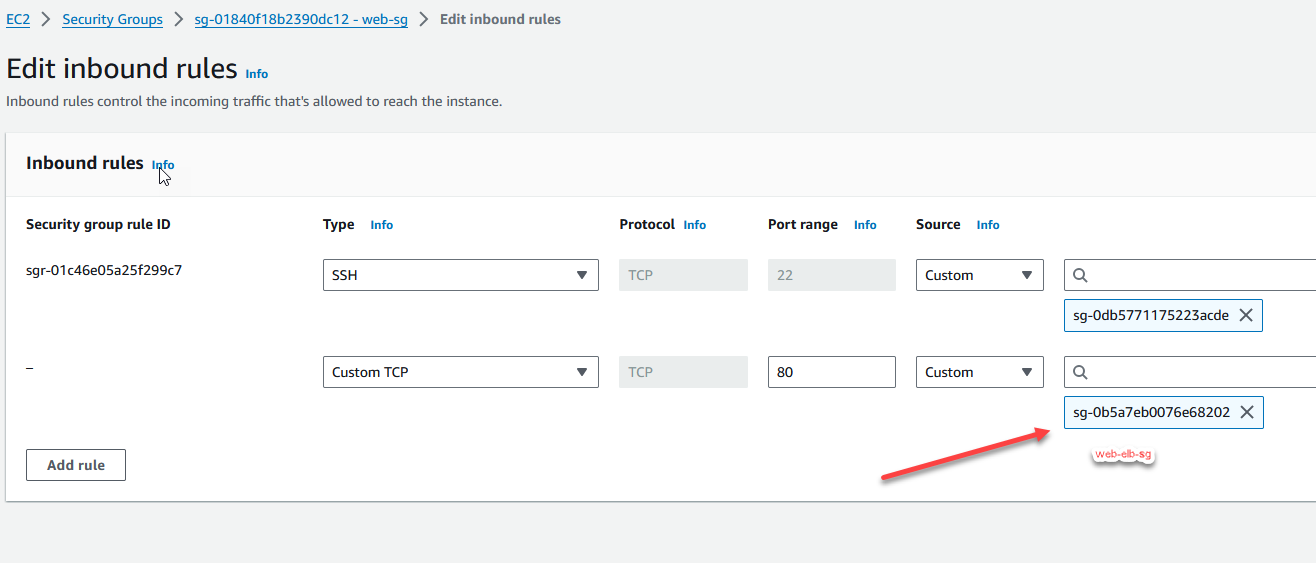 EC2 > Security Groups > sg-01840f18b2390dc12 - web-sg > Edit inbound rules
Edit inbound rules Info
Inbound rules control the incoming traffic that's allowed to reach the instance.
Inbound rules Info
Security group rule ID Type Info Protocol Info Port range Info Source Info
sgr-01c46e05a25f299c7 SSH TCP 22 Custom
sg-0db5771175223acde
– Custom TCP TCP 80 Custom
sg-0b5a7eb0076e68202
web-elb-sg
Add rule